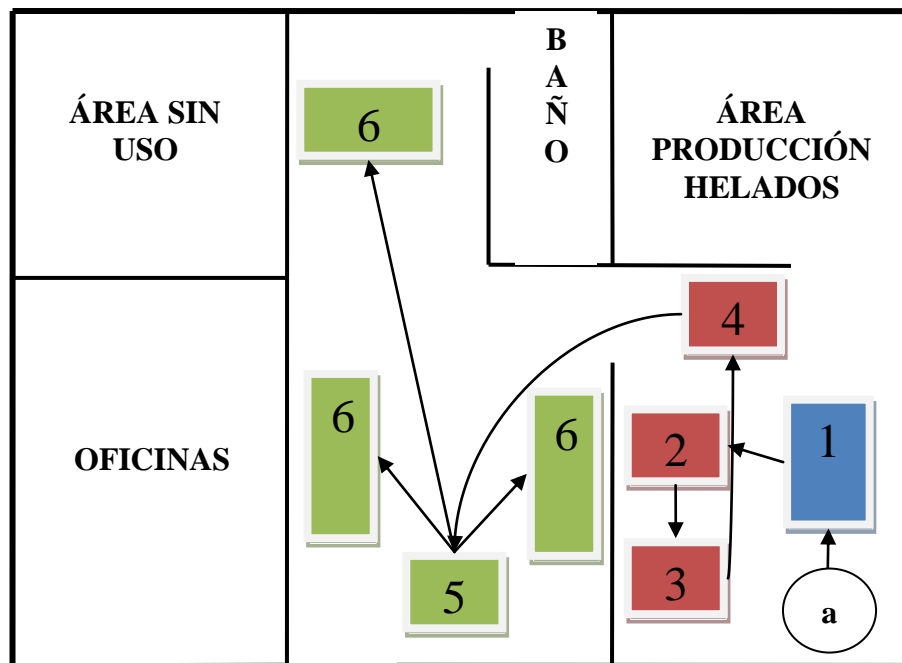 ÁREA SIN
USO
6
B
A
Ñ
O
ÁREA
PRODUCCIÓN
HELADOS
4
OFICINAS
6
6
2
1
5
3
a